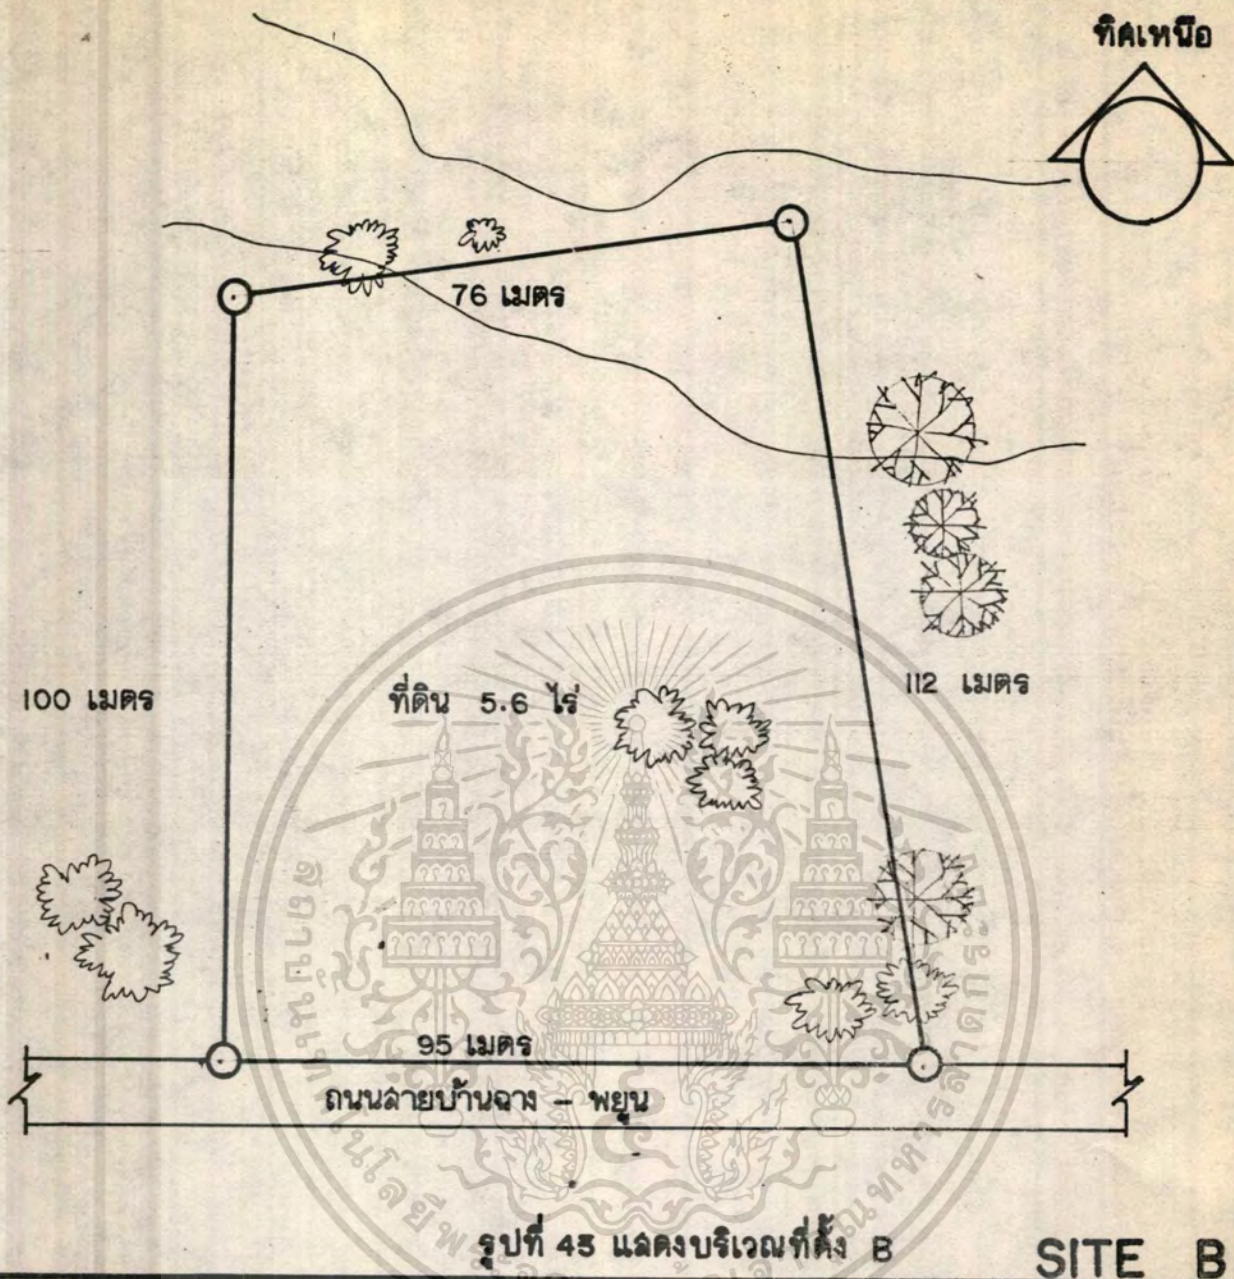 ทิศเหนือ
76 เมตร
100 เมตร
ที่ดิน 5.6 ไร่
112 เมตร
95 เมตร
ถนนสายบ้านฉาง - พยูน
รูปที่ 45 แสดงบริเวณที่ตั้ง B
SITE B